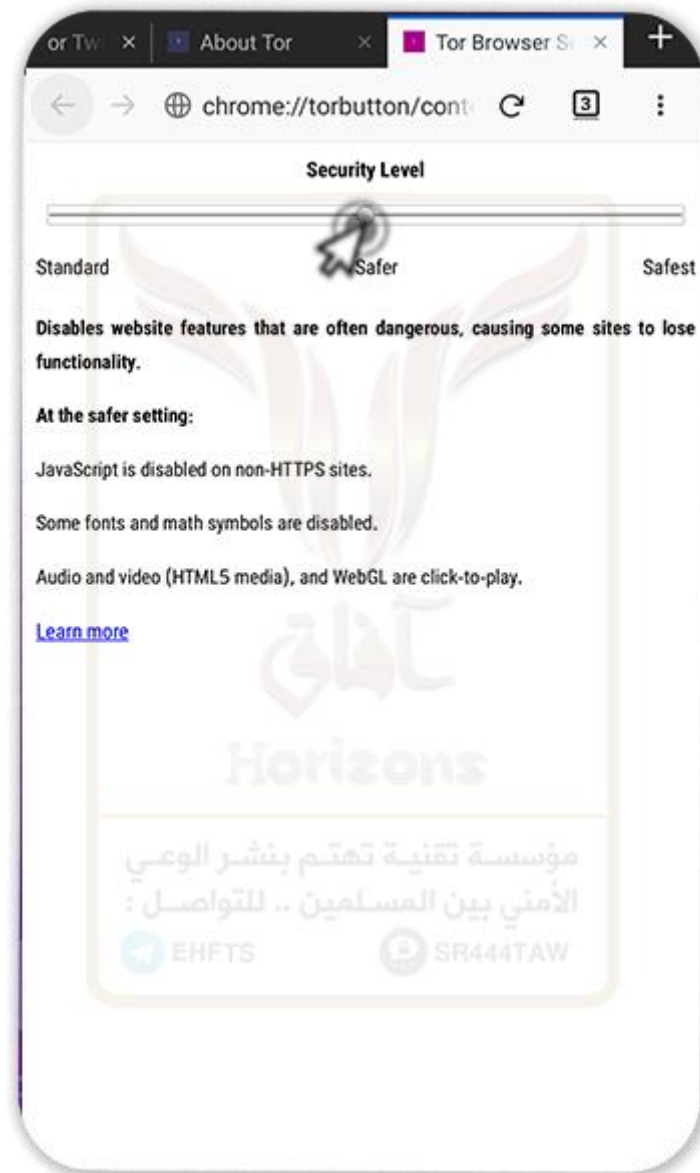 or Tw
About Tor
Tor Browser S
chrome://torbutton/cont
3
Security Level
Standard Safer Safest
Disables website features that are often dangerous, causing some sites to lose
functionality.
At the safer setting:
JavaScript is disabled on non-HTTPS sites.
Some fonts and math symbols are disabled.
Audio and video (HTML5 media), and WebGL are click-to-play.
Learn more
آفاق
Horizons
مؤسسة تقنية تهتم بنشر الوعي
الأمني بين المسلمين .. للتواصل :
EHFTS SR444TAW